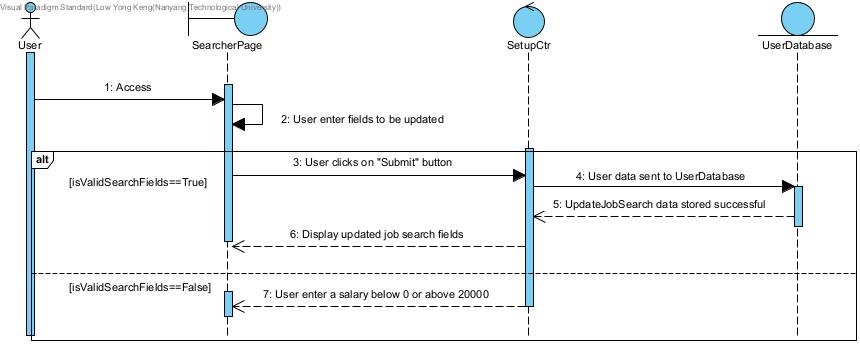 Visual Paradigm Standard(Low Yong Keng(Nanyang Technological University))
User
SearcherPage
SetupCtr
UserDatabase
1: Access
2: User enter fields to be updated
alt
3: User clicks on "Submit" button
[isValidSearchFields==True]
4: User data sent to UserDatabase
5: UpdateJobSearch data stored successful
6: Display updated job search fields
[isValidSearchFields==False]
7: User enter a salary below 0 or above 20000